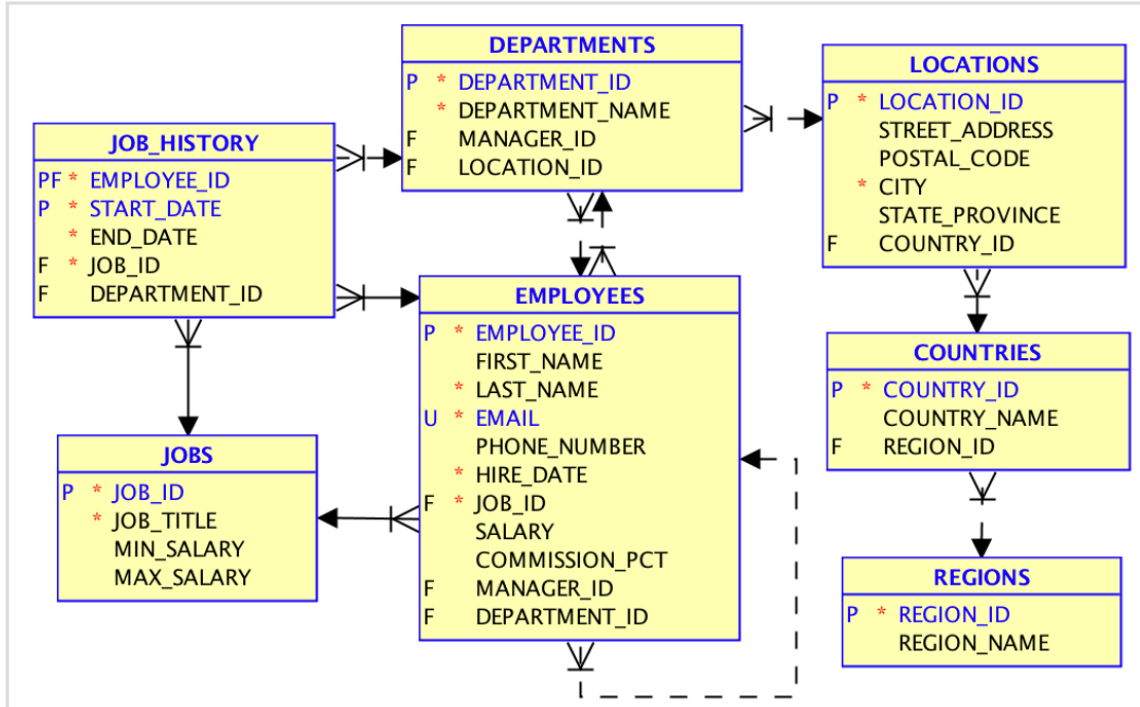 DEPARTMENTS
P * DEPARTMENT_ID
* DEPARTMENT_NAME
F MANAGER_ID
F LOCATION_ID
LOCATIONS
P * LOCATION_ID
STREET_ADDRESS
POSTAL_CODE
* CITY
STATE_PROVINCE
F COUNTRY_ID
JOB_HISTORY
PF * EMPLOYEE_ID
P * START_DATE
* END_DATE
F * JOB_ID
F DEPARTMENT_ID
EMPLOYEES
P * EMPLOYEE_ID
FIRST_NAME
* LAST_NAME
U * EMAIL
PHONE_NUMBER
* HIRE_DATE
F * JOB_ID
SALARY
COMMISSION_PCT
F MANAGER_ID
F DEPARTMENT_ID
COUNTRIES
P * COUNTRY_ID
COUNTRY_NAME
F REGION_ID
JOBS
P * JOB_ID
* JOB_TITLE
MIN_SALARY
MAX_SALARY
REGIONS
P * REGION_ID
REGION_NAME